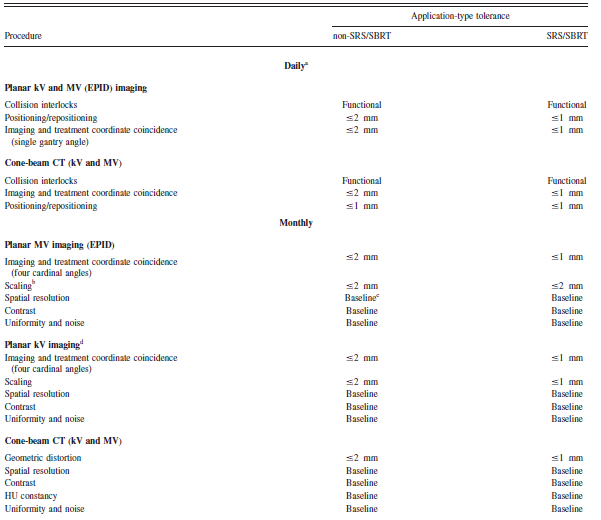 Application-type tolerance
Procedure non-SRS/SBRT SRS/SBRT
Dailyᵃ
Planar kV and MV (EPID) imaging
Collision interlocks Functional Functional
Positioning/repositioning ≤2 mm ≤1 mm
Imaging and treatment coordinate coincidence ≤2 mm ≤1 mm
(single gantry angle)
Cone-beam CT (kV and MV)
Collision interlocks Functional Functional
Imaging and treatment coordinate coincidence ≤2 mm ≤1 mm
Positioning/repositioning ≤1 mm ≤1 mm
Monthly
Planar MV imaging (EPID)
Imaging and treatment coordinate coincidence ≤2 mm ≤1 mm
(four cardinal angles)
Scalingᵇ ≤2 mm ≤2 mm
Spatial resolution Baselineᶜ Baseline
Contrast Baseline Baseline
Uniformity and noise Baseline Baseline
Planar kV imagingᵈ
Imaging and treatment coordinate coincidence ≤2 mm ≤1 mm
(four cardinal angles)
Scaling ≤2 mm ≤1 mm
Spatial resolution Baseline Baseline
Contrast Baseline Baseline
Uniformity and noise Baseline Baseline
Cone-beam CT (kV and MV)
Geometric distortion ≤2 mm ≤1 mm
Spatial resolution Baseline Baseline
Contrast Baseline Baseline
HU constancy Baseline Baseline
Uniformity and noise Baseline Baseline